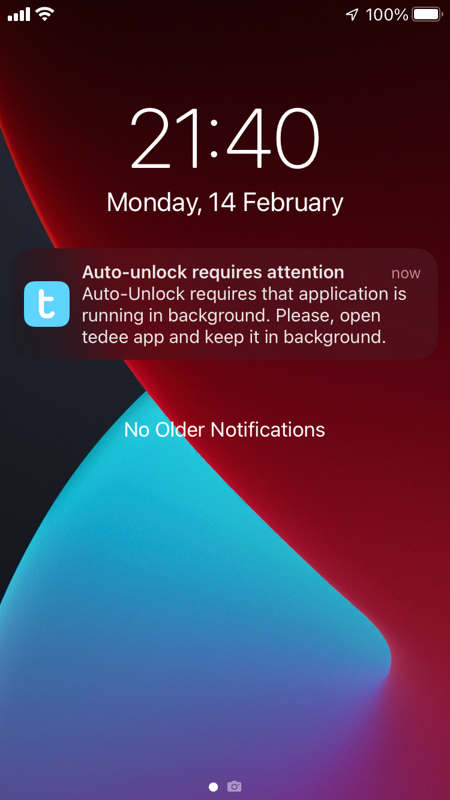 100%
21:40
Monday, 14 February
t
Auto-unlock requires attention now
Auto-Unlock requires that application is
running in background. Please, open
tedee app and keep it in background.
No Older Notifications